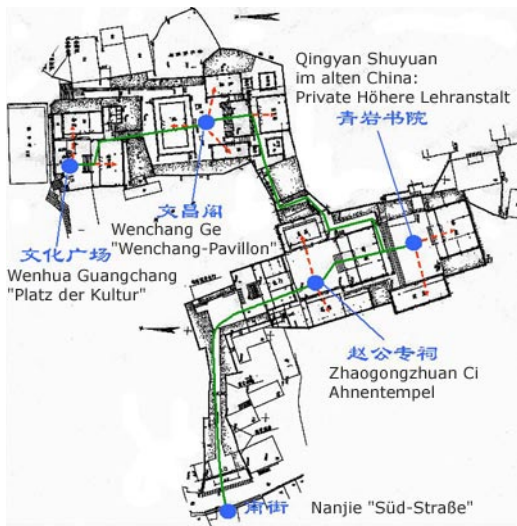 Qingyan Shuyuan
im alten China:
Private Höhere Lehranstalt
青岩书院
文昌阁
Wenchang Ge
"Wenchang-Pavillon"
文化广场
Wenhua Guangchang
"Platz der Kultur"
赵公专祠
Zhaogongzhuan Ci
Ahnentempel
南街
Nanjie "Süd-Straße"